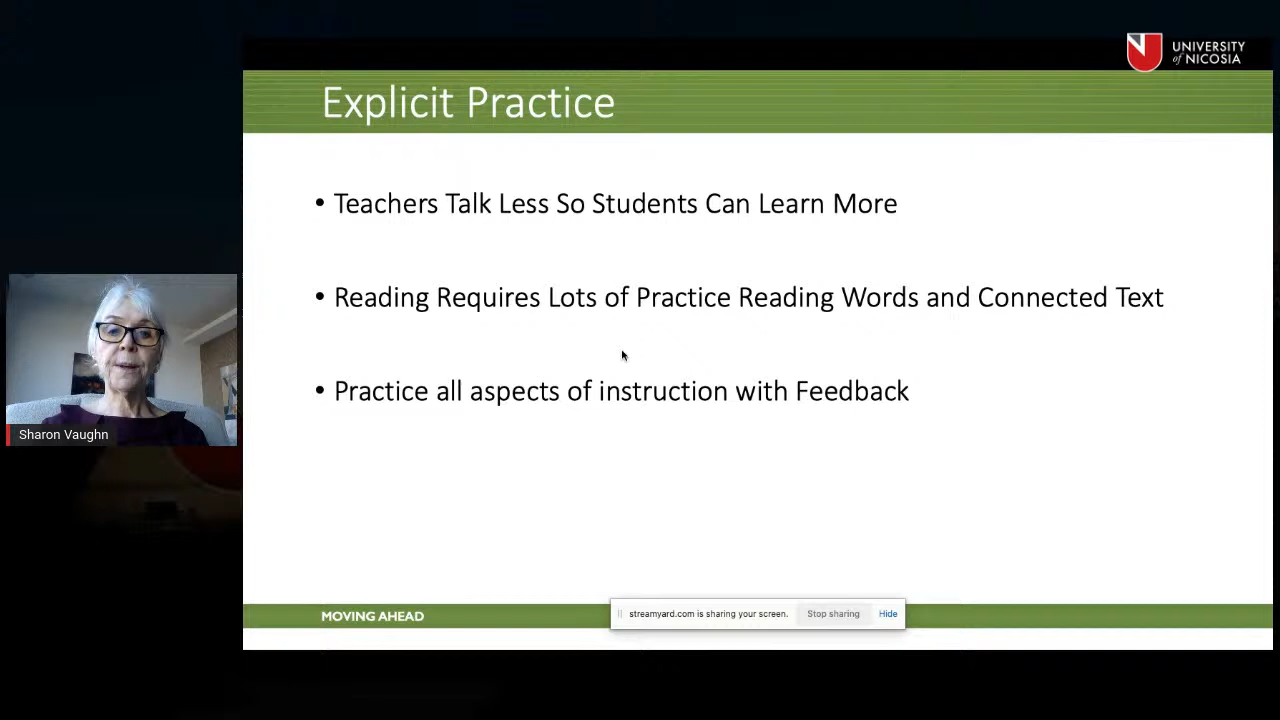 UNIVERSITY
of NICOSIA
Explicit Practice
• Teachers Talk Less So Students Can Learn More
• Reading Requires Lots of Practice Reading Words and Connected Text
• Practice all aspects of instruction with Feedback
Sharon Vaughn
MOVING AHEAD
streamyard.com is sharing your screen. Stop sharing Hide